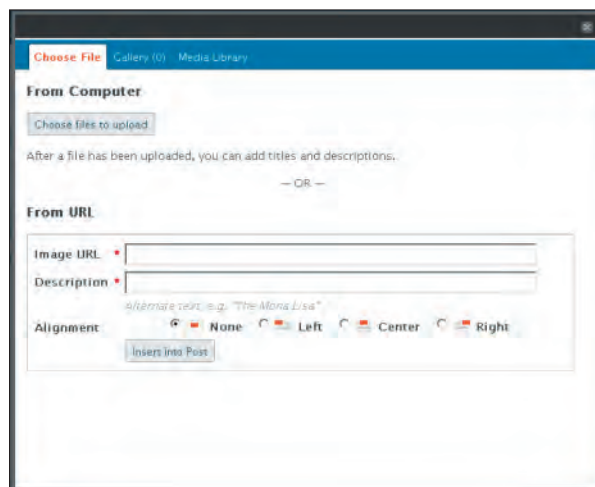 Choose File Gallery (0) Media Library
From Computer
Choose files to upload
After a file has been uploaded, you can add titles and descriptions.
— OR —
From URL
Image URL *
Description *
Alternate text, e.g. "The Mona Lisa"
Alignment None Left Center Right
Insert into Post